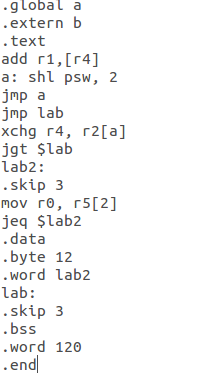 .global a
.extern b
.text
add r1,[r4]
a: shl psw, 2
jmp a
jmp lab
xchg r4, r2[a]
jgt $lab
lab2:
.skip 3
mov r0, r5[2]
jeq $lab2
.data
.byte 12
.word lab2
lab:
.skip 3
.bss
.word 120
.end